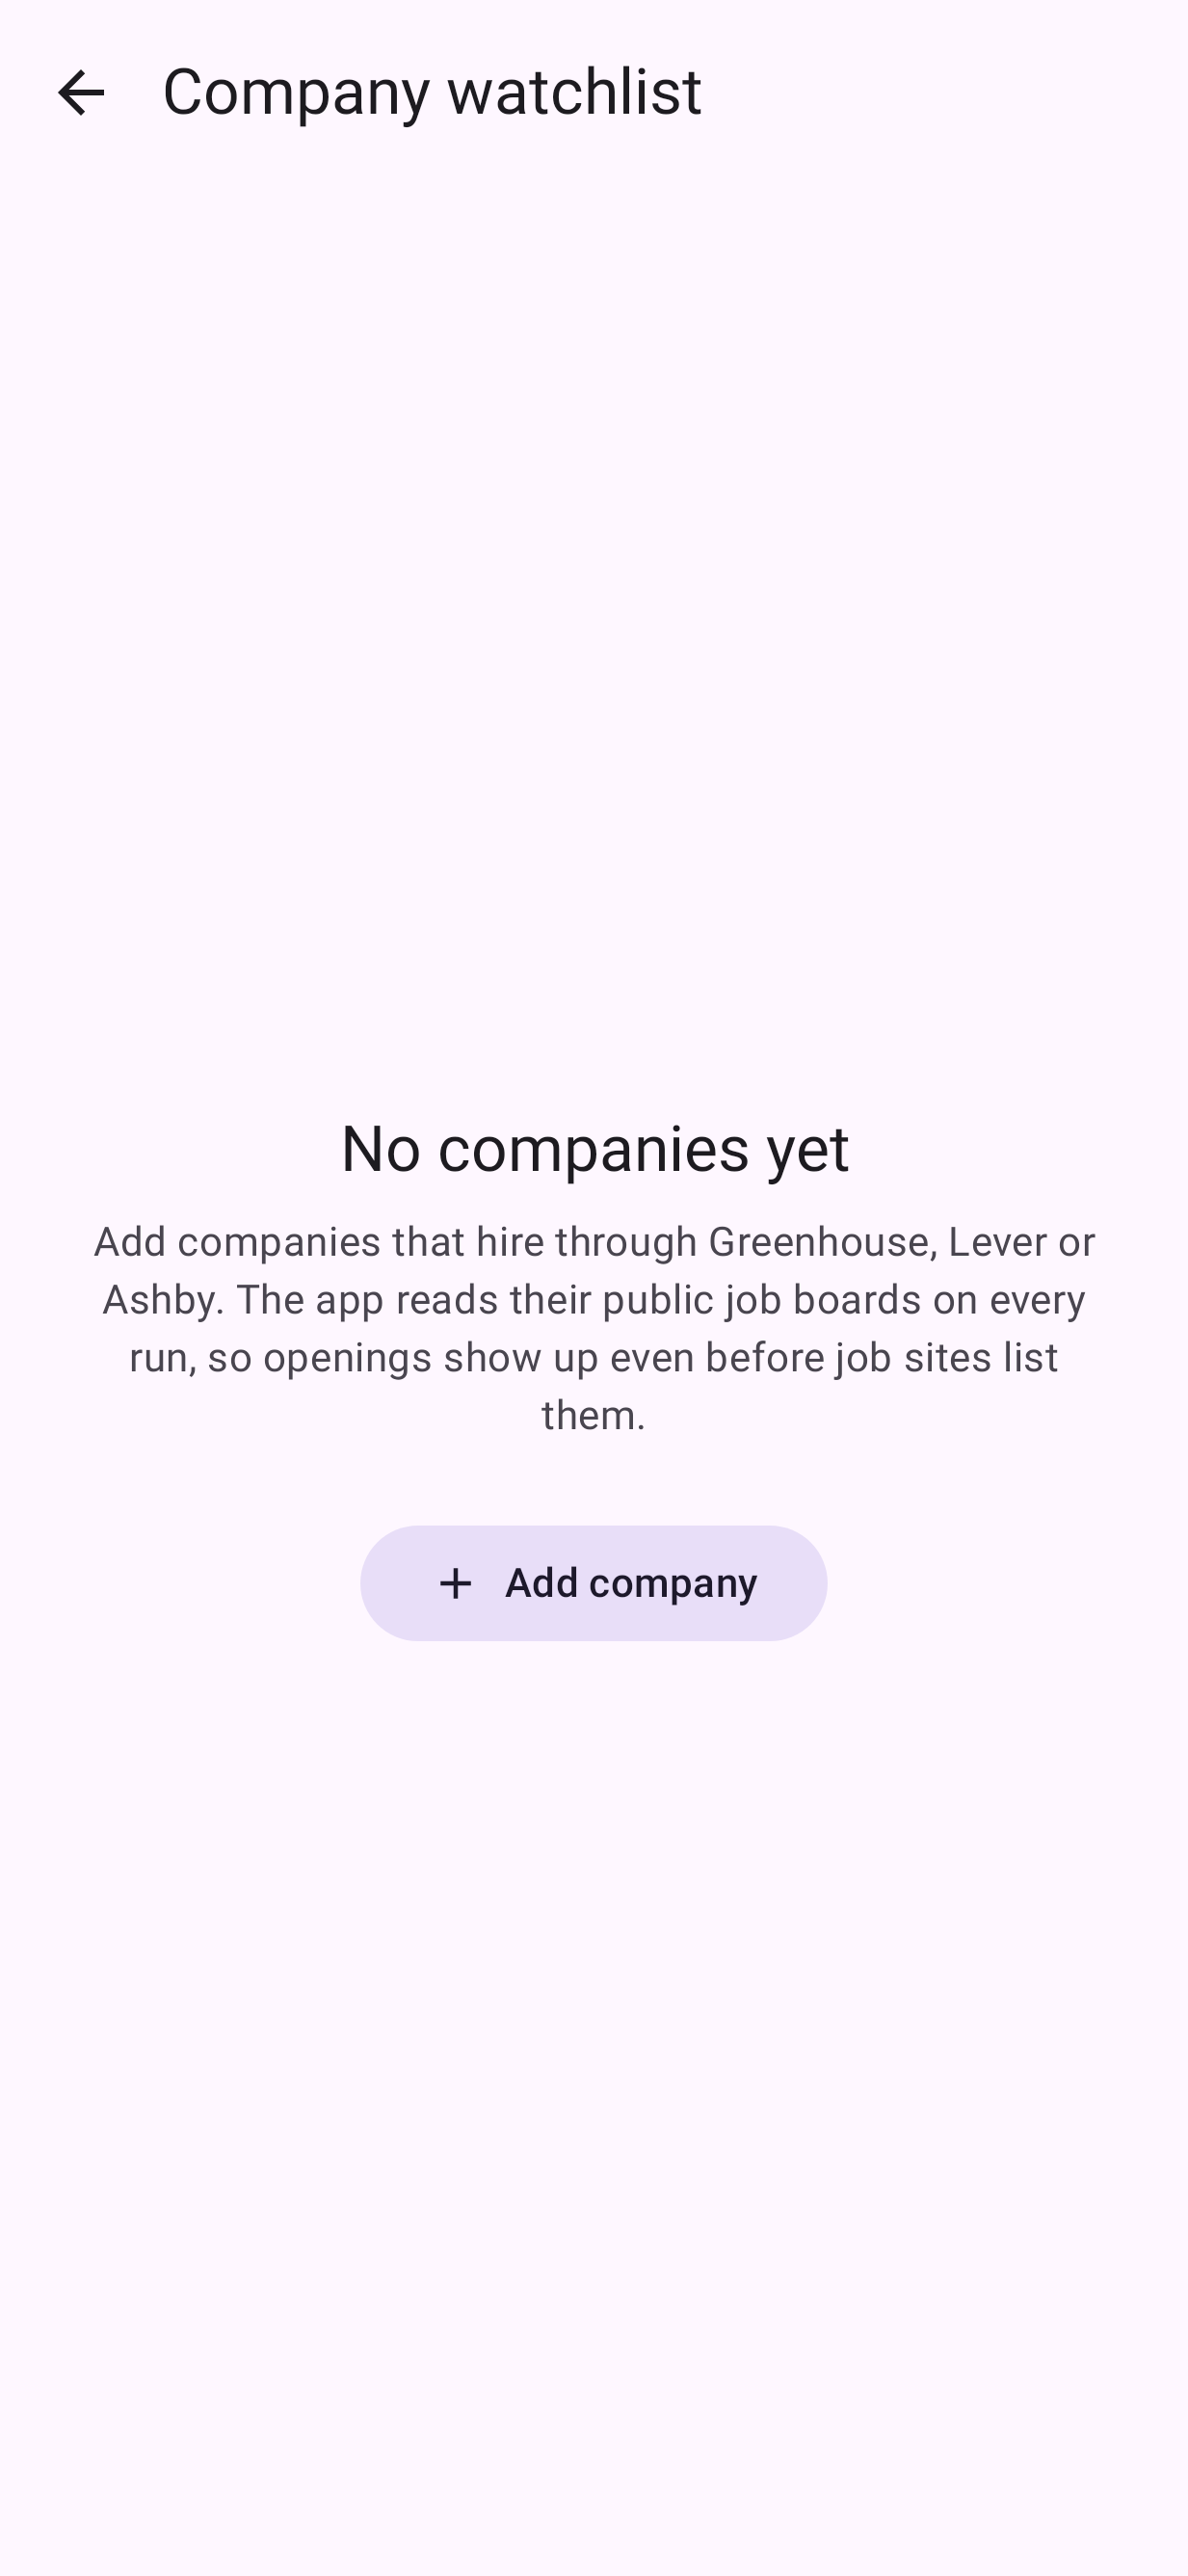 Company watchlist
No companies yet
Add companies that hire through Greenhouse, Lever or
Ashby. The app reads their public job boards on every
run, so openings show up even before job sites list
them.
Add company